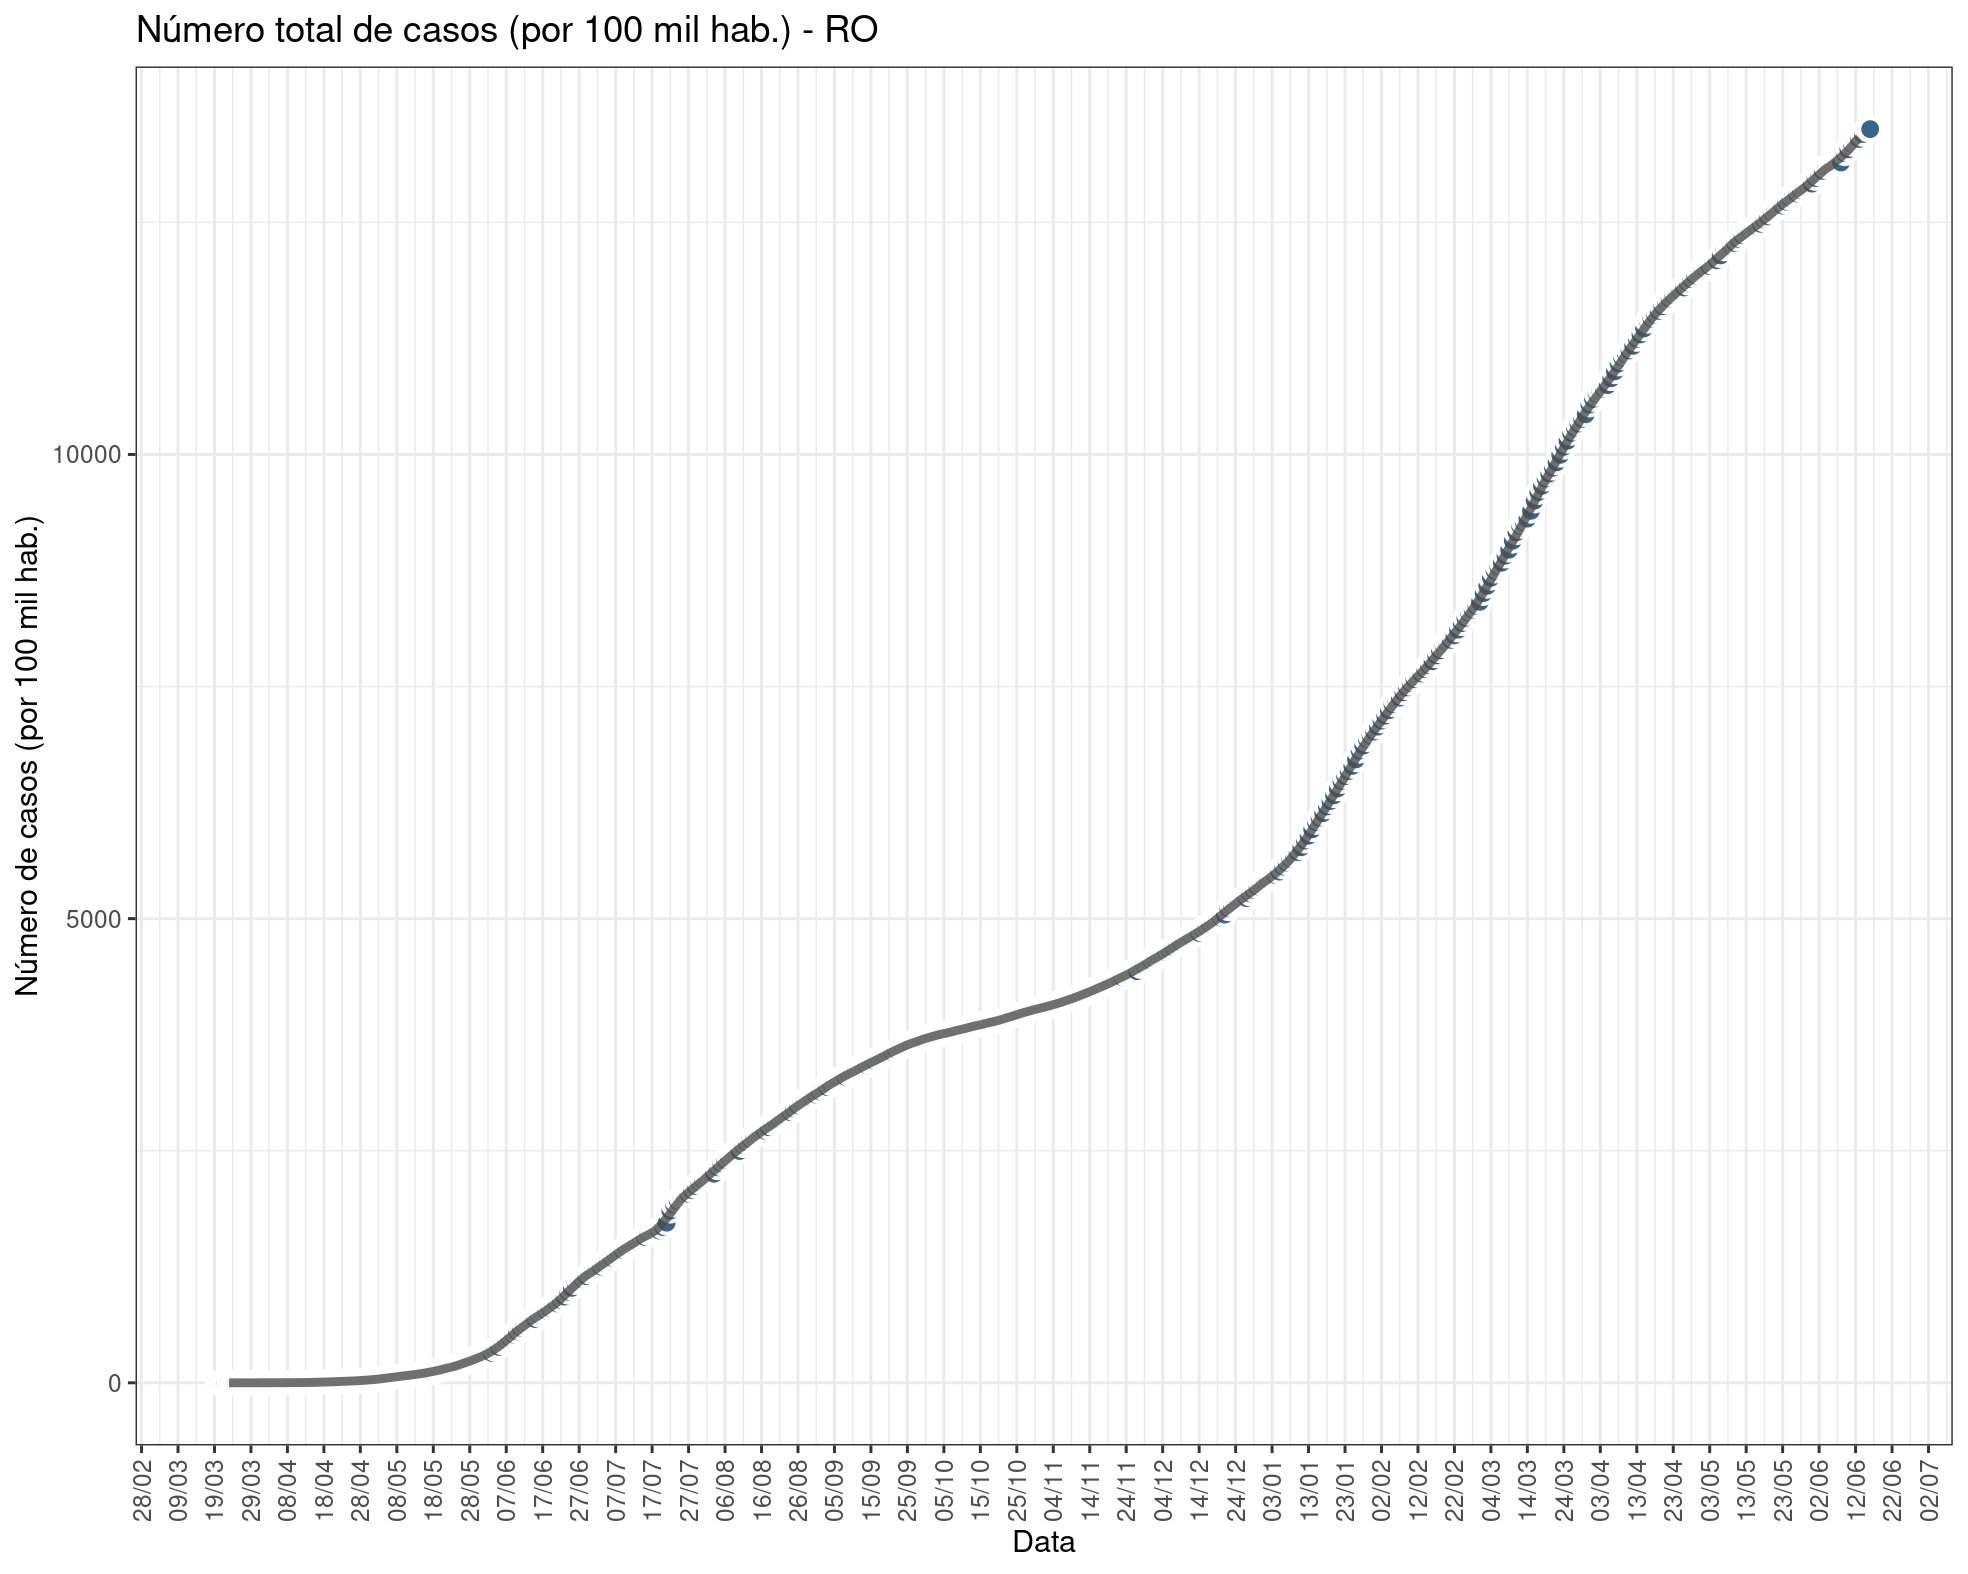 Número total de casos (por 100 mil hab.) - RO
Número de casos (por 100 mil hab.)
10000
5000
0
28/02 09/03 19/03 29/03 08/04 18/04 28/04 08/05 18/05 28/05 07/06 17/06 27/06 07/07 17/07 27/07 06/08 16/08 26/08 05/09 15/09 25/09 05/10 15/10 25/10 04/11 14/11 24/11 04/12 14/12 24/12 03/01 13/01 23/01 02/02 12/02 22/02 04/03 14/03 24/03 03/04 13/04 23/04 03/05 13/05 23/05 02/06 12/06 22/06 02/07
Data